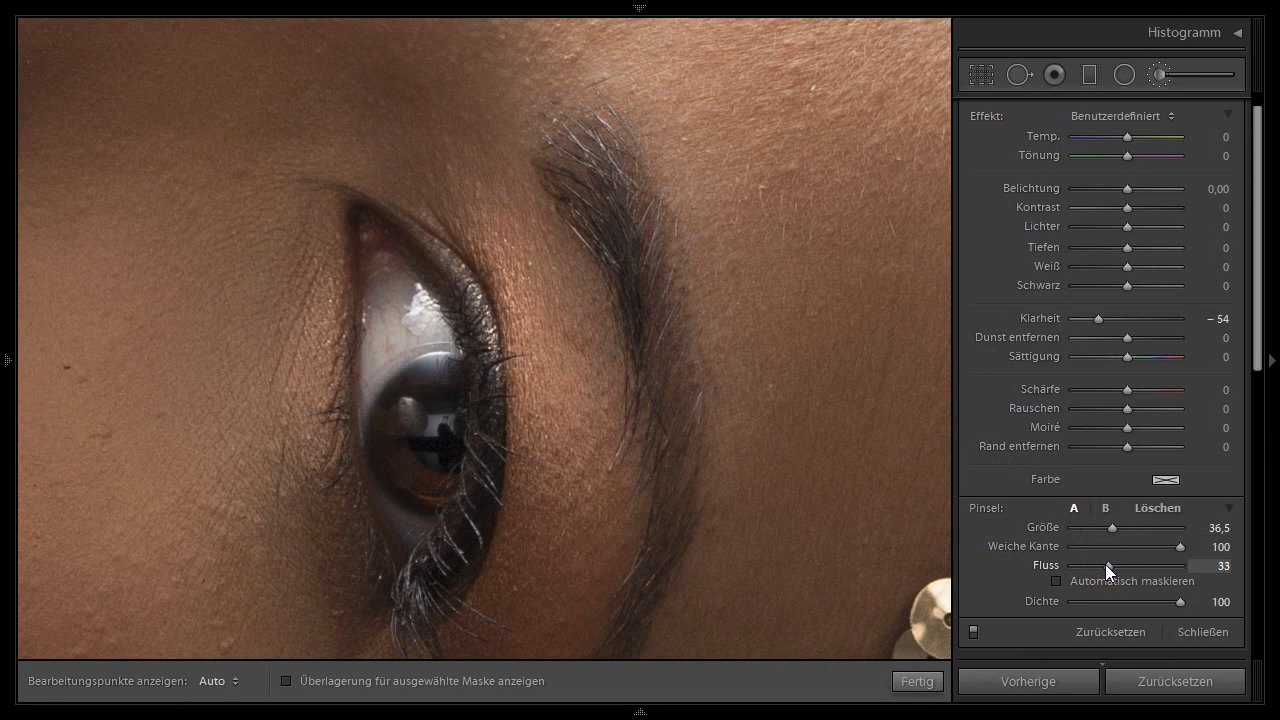 Histogramm
Effekt: Benutzerdefiniert
Temp. 0
Tönung 0
Belichtung 0,00
Kontrast 0
Lichter 0
Tiefen 0
Weiß 0
Schwarz 0
Klarheit – 54
Dunst entfernen 0
Sättigung 0
Schärfe 0
Rauschen 0
Moiré 0
Rand entfernen 0
Farbe
Pinsel: A B Löschen
Größe 36,5
Weiche Kante 100
Fluss 33
Automatisch maskieren
Dichte 100
Zurücksetzen Schließen
Bearbeitungspunkte anzeigen: Auto Überlagerung für ausgewählte Maske anzeigen Fertig Vorherige Zurücksetzen